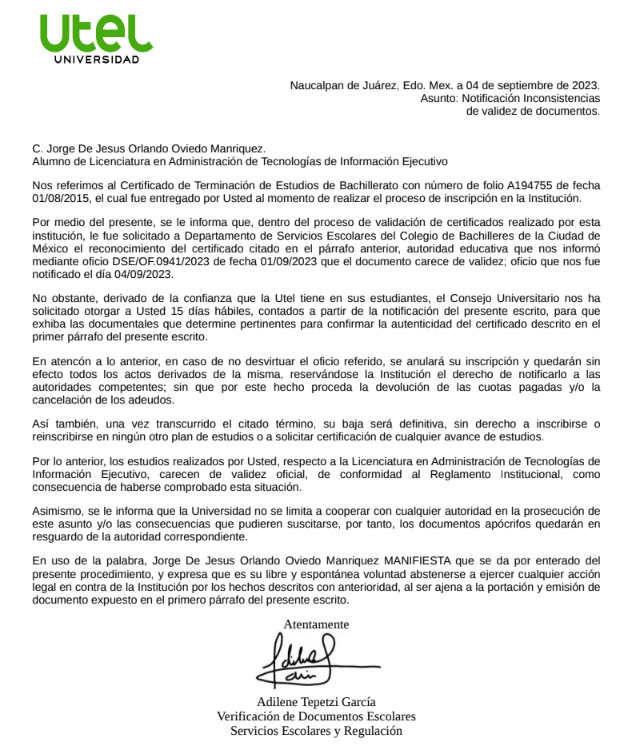 utel
UNIVERSIDAD
Naucalpan de Juárez, Edo. Mex. a 04 de septiembre de 2023.
Asunto: Notificación Inconsistencias
de validez de documentos.
C. Jorge De Jesus Orlando Oviedo Manriquez.
Alumno de Licenciatura en Administración de Tecnologías de Información Ejecutivo
Nos referimos al Certificado de Terminación de Estudios de Bachillerato con número de folio A194755 de fecha
01/08/2015, el cual fue entregado por Usted al momento de realizar el proceso de inscripción en la Institución.
Por medio del presente, se le informa que, dentro del proceso de validación de certificados realizado por esta
institución, le fue solicitado a Departamento de Servicios Escolares del Colegio de Bachilleres de la Ciudad de
México el reconocimiento del certificado citado en el párrafo anterior, autoridad educativa que nos informó
mediante oficio DSE/OF.0941/2023 de fecha 01/09/2023 que el documento carece de validez; oficio que nos fue
notificado el día 04/09/2023.
No obstante, derivado de la confianza que la Utel tiene en sus estudiantes, el Consejo Universitario nos ha
solicitado otorgar a Usted 15 días hábiles, contados a partir de la notificación del presente escrito, para que
exhiba las documentales que determine pertinentes para confirmar la autenticidad del certificado descrito en el
primer párrafo del presente escrito.
En atencón a lo anterior, en caso de no desvirtuar el oficio referido, se anulará su inscripción y quedarán sin
efecto todos los actos derivados de la misma, reservándose la Institución el derecho de notificarlo a las
autoridades competentes; sin que por este hecho proceda la devolución de las cuotas pagadas y/o la
cancelación de los adeudos.
Así también, una vez transcurrido el citado término, su baja será definitiva, sin derecho a inscribirse o
reinscribirse en ningún otro plan de estudios o a solicitar certificación de cualquier avance de estudios.
Por lo anterior, los estudios realizados por Usted, respecto a la Licenciatura en Administración de Tecnologías de
Información Ejecutivo, carecen de validez oficial, de conformidad al Reglamento Institucional, como
consecuencia de haberse comprobado esta situación.
Asimismo, se le informa que la Universidad no se limita a cooperar con cualquier autoridad en la prosecución de
este asunto y/o las consecuencias que pudieren suscitarse, por tanto, los documentos apócrifos quedarán en
resguardo de la autoridad correspondiente.
En uso de la palabra, Jorge De Jesus Orlando Oviedo Manriquez MANIFIESTA que se da por enterado del
presente procedimiento, y expresa que es su libre y espontánea voluntad abstenerse a ejercer cualquier acción
legal en contra de la Institución por los hechos descritos con anterioridad, al ser ajena a la portación y emisión de
documento expuesto en el primer párrafo del presente escrito.
Atentamente
Adilene Tepetzi García
Verificación de Documentos Escolares
Servicios Escolares y Regulación